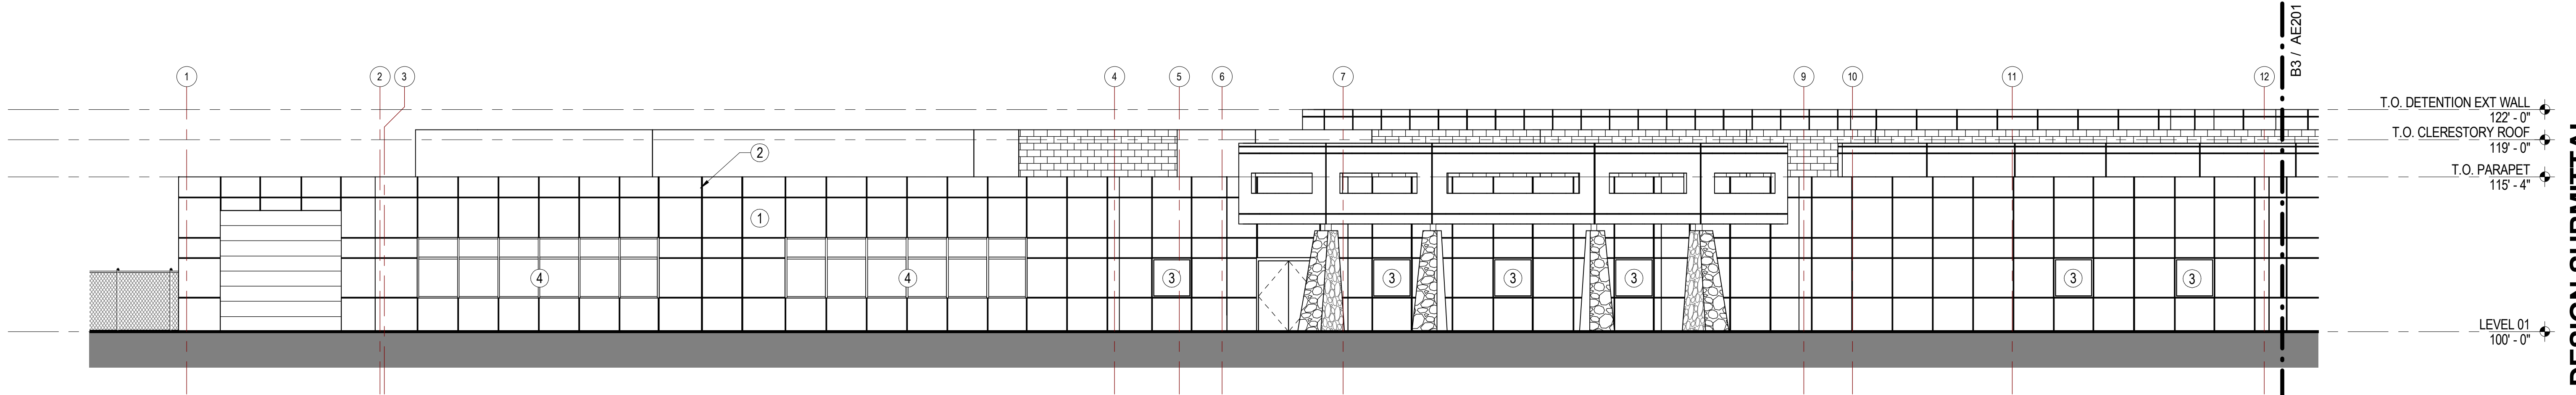 B3 / AE201
1
2
3
4
5
6
7
9
10
11
12
T.O. DETENTION EXT WALL
122' - 0"
T.O. CLERESTORY ROOF
119' - 0"
T.O. PARAPET
115' - 4"
2
1
4
4
3
3
3
3
3
3
LEVEL 01
100' - 0"